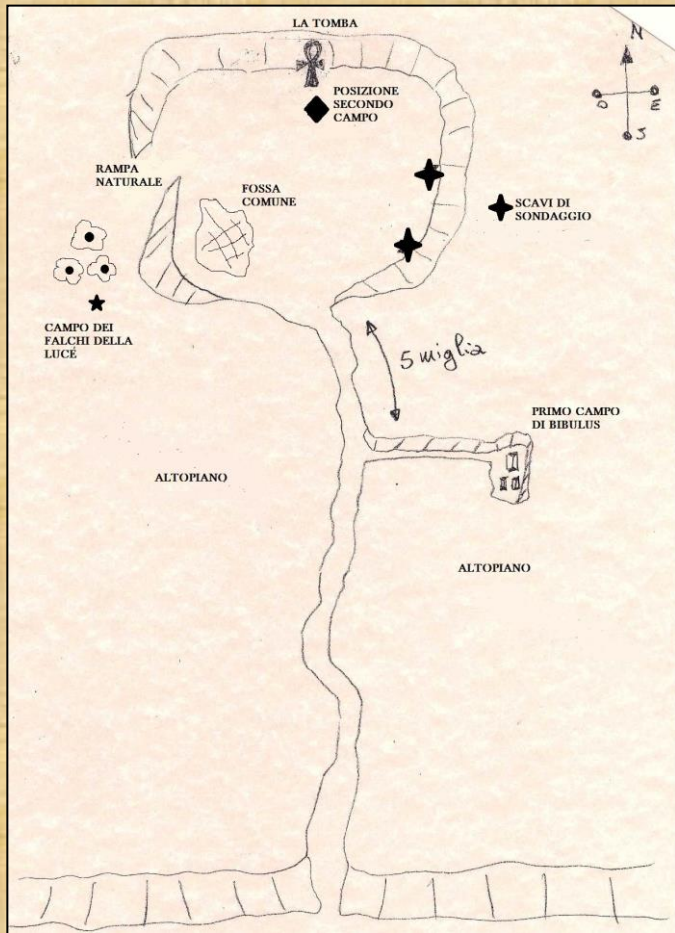 LA TOMBA
N
O
E
S
POSIZIONE
SECONDO
CAMPO
RAMPA
NATURALE
FOSSA
COMUNE
SCAVI DI
SONDAGGIO
CAMPO DEI
FALCHI DELLA
LUCÉ
5 miglia
PRIMO CAMPO
DI BIBULUS
ALTOPIANO
ALTOPIANO